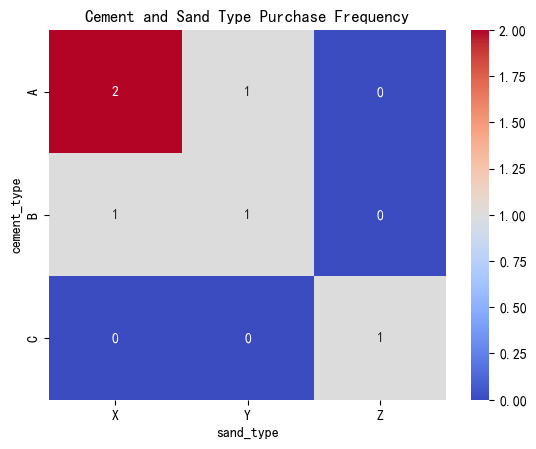 Cement and Sand Type Purchase Frequency
2.00
1.75
1.50
1.25
1.00
0.75
0.50
0.25
0.00
cement_type
A
2 1 0
B
1 1 0
C
0 0 1
X Y Z
sand_type